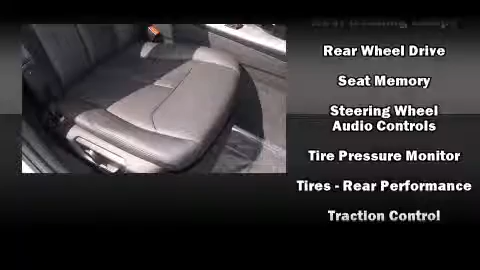 Rear Wheel Drive
Seat Memory
Steering Wheel
Audio Controls
Tire Pressure Monitor
Tires - Rear Performance
Traction Control